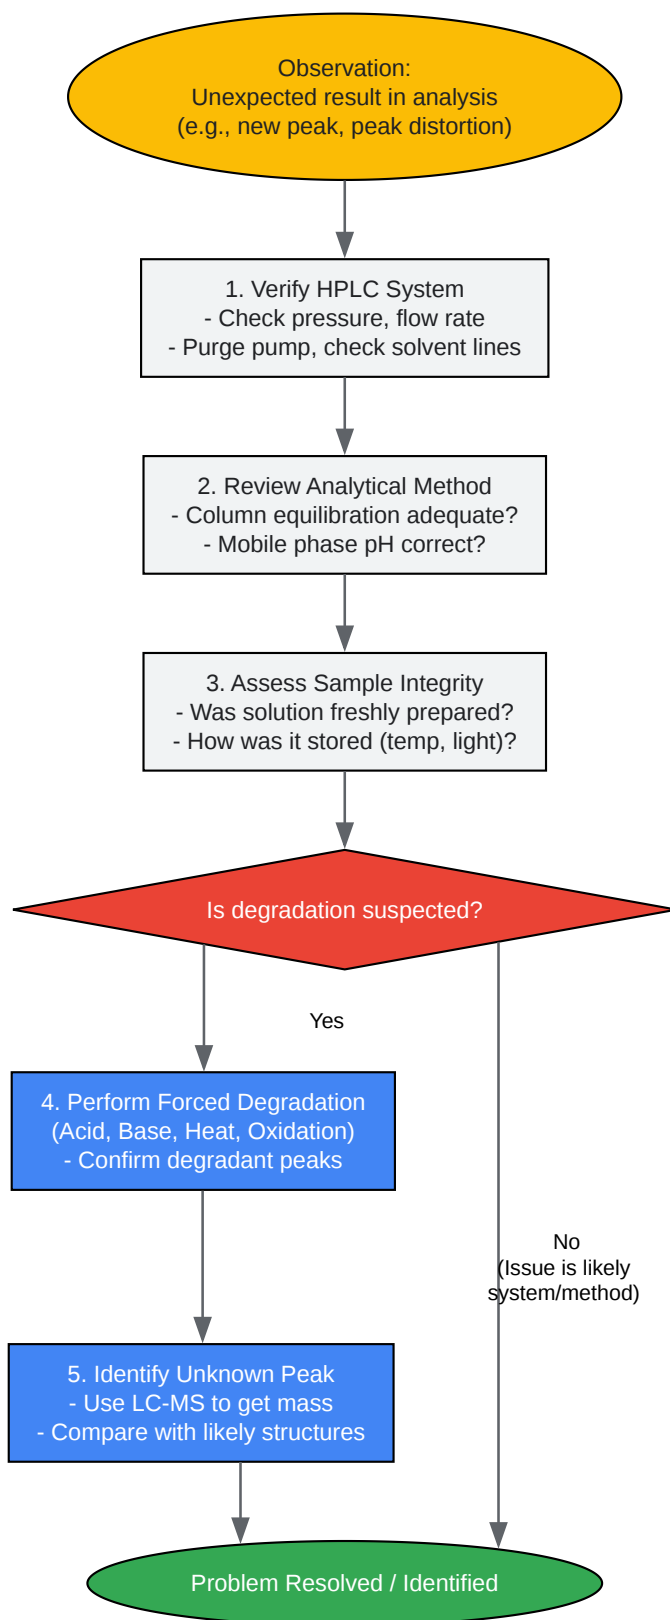 Observation:
Unexpected result in analysis
(e.g., new peak, peak distortion)
1. Verify HPLC System
- Check pressure, flow rate
- Purge pump, check solvent lines
2. Review Analytical Method
- Column equilibration adequate?
- Mobile phase pH correct?
3. Assess Sample Integrity
- Was solution freshly prepared?
- How was it stored (temp, light)?
Is degradation suspected?
Yes
4. Perform Forced Degradation
(Acid, Base, Heat, Oxidation)
- Confirm degradant peaks
No
(Issue is likely
system/method)
5. Identify Unknown Peak
- Use LC-MS to get mass
- Compare with likely structures
Problem Resolved / Identified